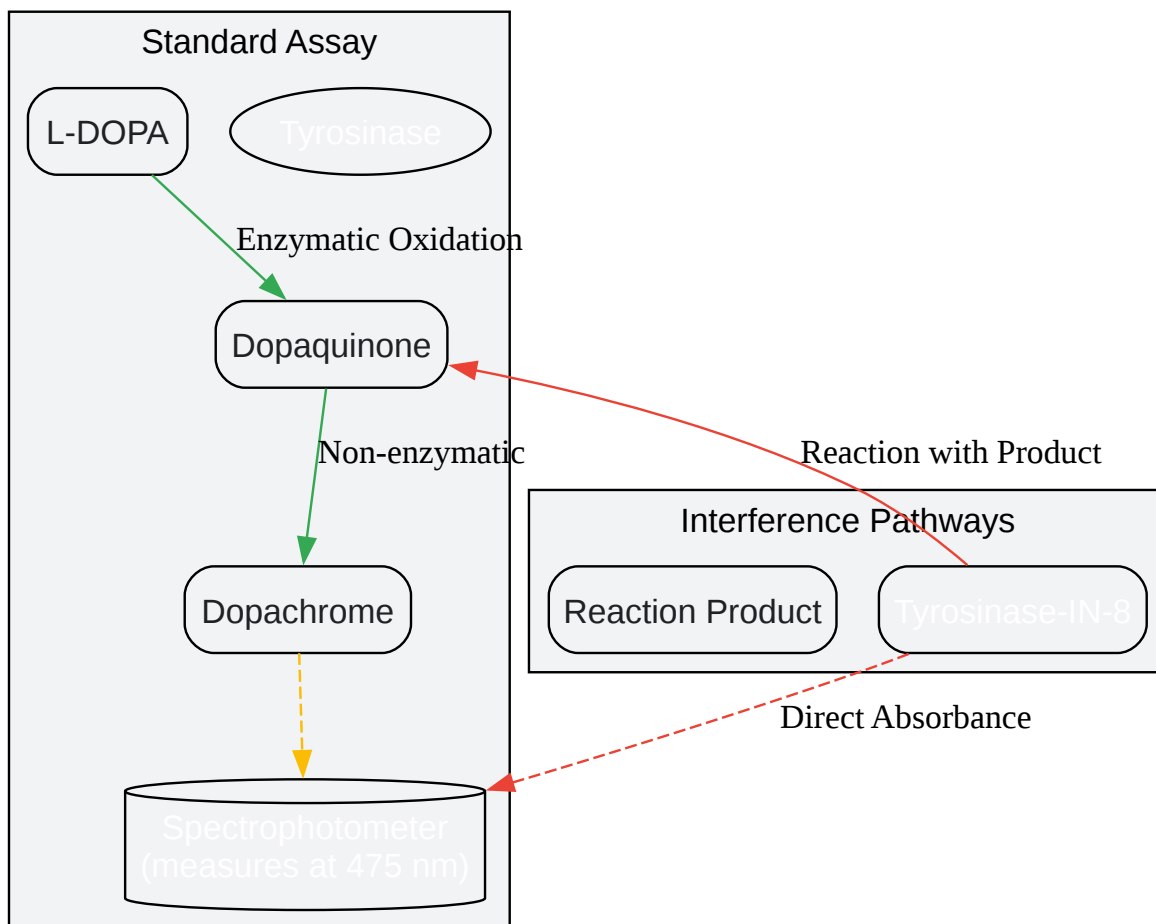 Standard Assay
L-DOPA
Tyrosinase
Enzymatic Oxidation
Dopaquinone
Non-enzymatic
Reaction with Product
Interference Pathways
Dopachrome
Reaction Product
Tyrosinase-IN-8
Direct Absorbance
Spectrophotometer
(measures at 475 nm)